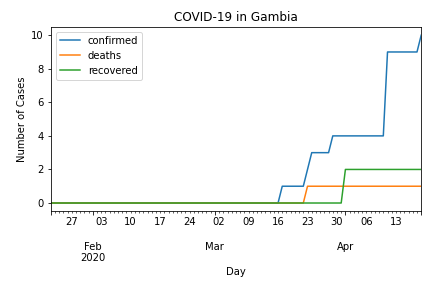 COVID-19 in Gambia
confirmed
deaths
recovered
Number of Cases
10
8
6
4
2
0
27 03 10 17 24 02 09 16 23 30 06 13
Feb Mar Apr
2020
Day